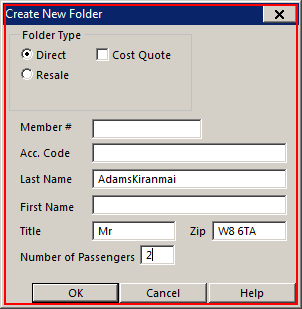 Create New Folder
Folder Type
Direct Cost Quote
Resale
Member #
Acc. Code
Last Name AdamsKiranmai
First Name
Title Mr Zip W8 6TA
Number of Passengers 2
OK Cancel Help